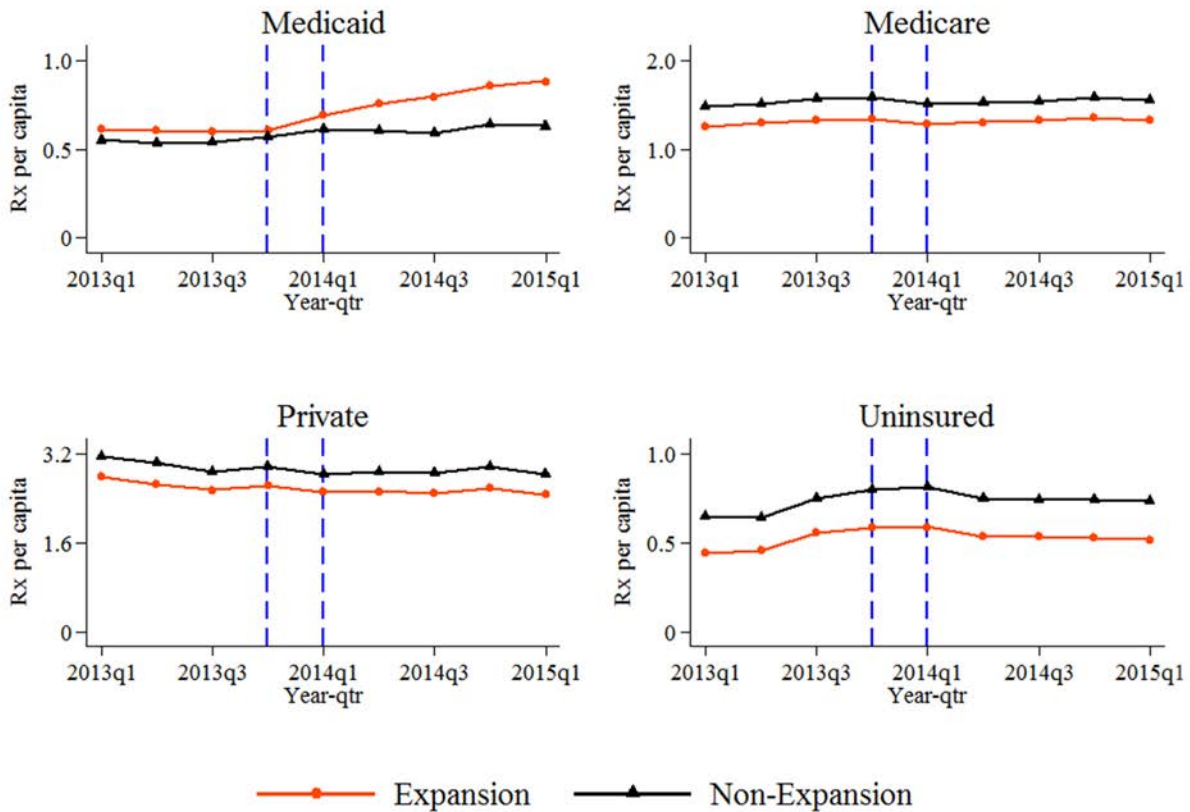 Medicaid
Rx per capita
1.0
0.5
0
2013q1 2013q3 2014q1 2014q3 2015q1
Year-qtr
Medicare
Rx per capita
2.0
1.0
0
2013q1 2013q3 2014q1 2014q3 2015q1
Year-qtr
Private
Rx per capita
3.2
1.6
0
2013q1 2013q3 2014q1 2014q3 2015q1
Year-qtr
Uninsured
Rx per capita
1.0
0.5
0
2013q1 2013q3 2014q1 2014q3 2015q1
Year-qtr
Expansion Non-Expansion